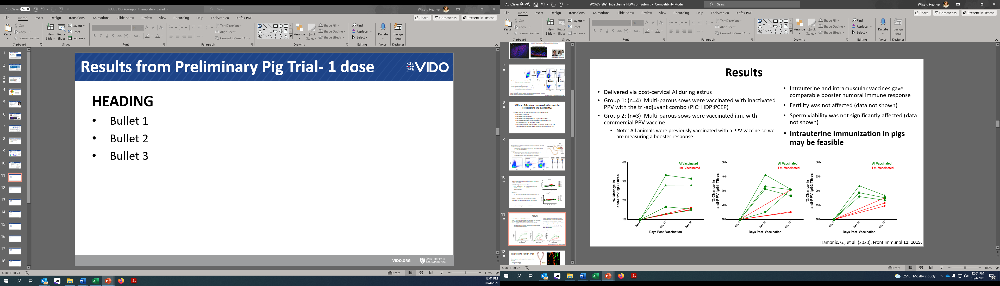 AutoSave On
BLUE VIDO Powerpoint Template - Saved
Search
Wilson, Heather
File Home Insert Design Transitions Animations Slide Show Review View Recording Help EndNote 20 Kofax PDF
Share Comments Present in Teams
Paste
Cut
Copy
Format Painter
Clipboard
New Slide
Reuse Slides
Layout
Reset
Section
Slides
Font
Text Direction
Align Text
Convert to SmartArt
Paragraph
Arrange
Quick Styles
Shape Fill
Shape Outline
Shape Effects
Drawing
Find
Replace
Select
Editing
Dictate
Voice
Design Ideas
Designer
1
2
3
4
5
6
7
8
9
10
11
12
13
14
15
16
17
18
Results from Preliminary Pig Trial- 1 dose
VIDO
HEADING
• Bullet 1
• Bullet 2
• Bullet 3
VIDO.ORG
UNIVERSITY OF
SASKATCHEWAN
Slide 11 of 25
Notes
114%
12:01 PM
10/4/2021
AutoSave Off
WCASV_2021_Intrauterine_HLWilson_Submit - Compatibility Mode
Search
Wilson, Heather
File Home Insert Design Transitions Animations Slide Show Review View Recording Help EndNote 20 Kofax PDF
Share Comments Present in Teams
Paste
Cut
Copy
Format Painter
Clipboard
New Slide
Reuse Slides
Layout
Reset
Section
Slides
Font
Text Direction
Align Text
Convert to SmartArt
Paragraph
Arrange
Quick Styles
Shape Fill
Shape Outline
Shape Effects
Drawing
Find
Replace
Select
Editing
Dictate
Voice
Design Ideas
Designer
7
8
Will use of the uterus as a vaccination route be
acceptable to the pig industry?
9
10
11
Results
12
Intrauterine Rabbit Trial
Results
• Delivered via post-cervical AI during estrus
• Group 1: (n=4) Multi-parous sows were vaccinated with inactivated
PPV with the tri-adjuvant combo (PIC: HDP:PCEP)
• Group 2: (n=3) Multi-parous sows were vaccinated i.m. with
commercial PPV vaccine
• Note: All animals were previously vaccinated with a PPV vaccine so we
are measuring a booster response
• Intrauterine and intramuscular vaccines gave
comparable booster humoral immune response
• Fertility was not affected (data not shown)
• Sperm viability was not significantly affected (data
not shown)
• Intrauterine immunization in pigs
may be feasible
% Change in
anti-PPV IgG Titres
400
300
200
100
AI Vaccinated
i.m. Vaccinated
Day 0
Day 15
Day 30
Days Post Vaccination
% Change in
anti-PPV IgG1 Titres
500
400
300
200
100
AI Vaccinated
i.m. Vaccinated
Day 0
Day 15
Day 30
Days Post Vaccination
% Change in
anti-PPV IgG2 Titres
300
250
200
150
100
AI Vaccinated
i.m. Vaccinated
Day 0
Day 15
Day 30
Days Post Vaccination
Hamonic, G., et al. (2020). Front Immunol 11: 1015.
Slide 11 of 27
Notes
100%
25°C Mostly cloudy
12:01 PM
10/4/2021
20